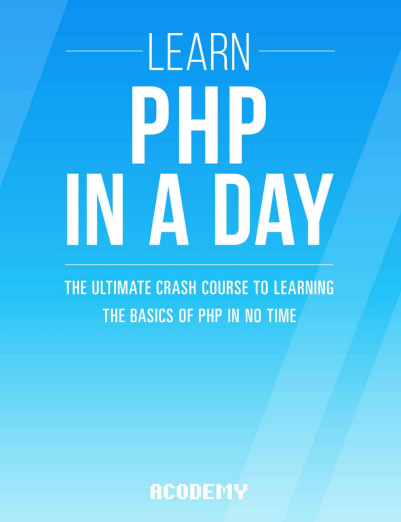 LEARN
PHP
IN A DAY
THE ULTIMATE CRASH COURSE TO LEARNING
THE BASICS OF PHP IN NO TIME
ACODEMY